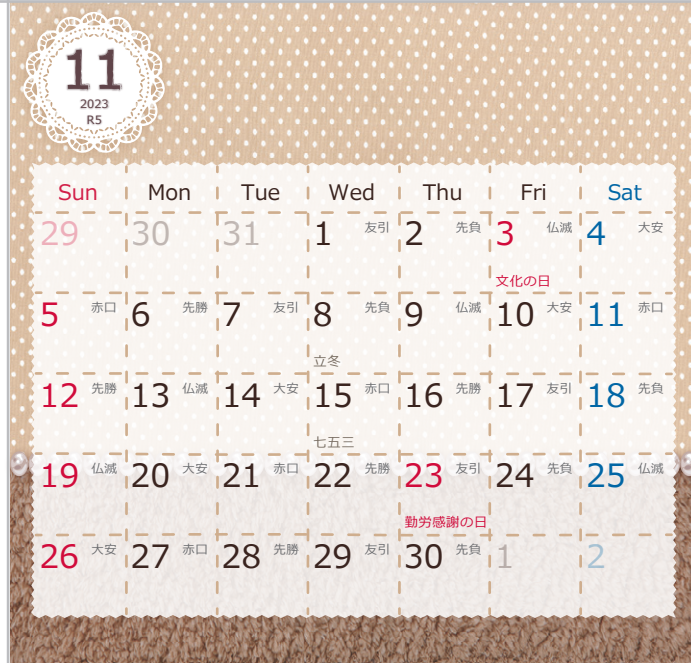 11
2023
R5
Sun Mon Tue Wed Thu Fri Sat
29 30 31 1 友引 2 先負 3 仏滅 4 大安
文化の日
5 赤口 6 先勝 7 友引 8 先負 9 仏滅 10 大安 11 赤口
立冬
12 先勝 13 仏滅 14 大安 15 赤口 16 先勝 17 友引 18 先負
七五三
19 仏滅 20 大安 21 赤口 22 先勝 23 友引 24 先負 25 仏滅
勤労感謝の日
26 大安 27 赤口 28 先勝 29 友引 30 先負 1 2